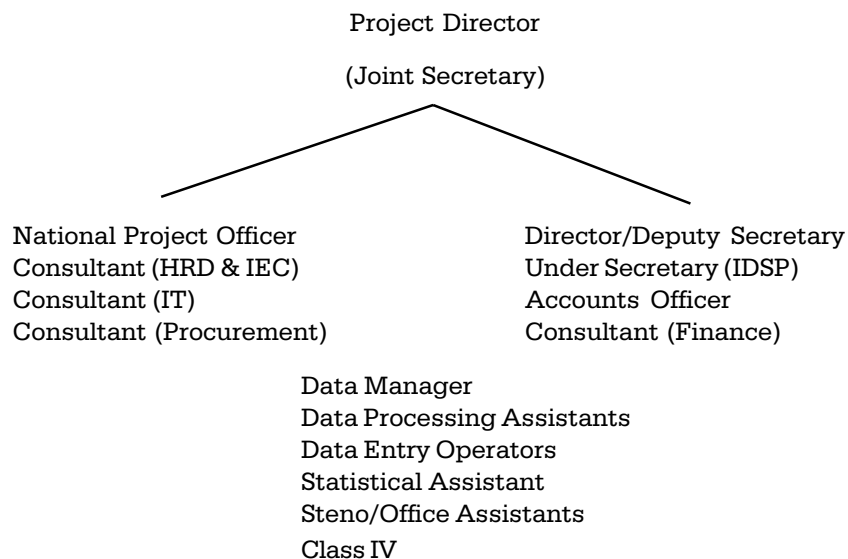 Project Director
(Joint Secretary)
National Project Officer
Consultant (HRD & IEC)
Consultant (IT)
Consultant (Procurement)
Director/Deputy Secretary
Under Secretary (IDSP)
Accounts Officer
Consultant (Finance)
Data Manager
Data Processing Assistants
Data Entry Operators
Statistical Assistant
Steno/Office Assistants
Class IV